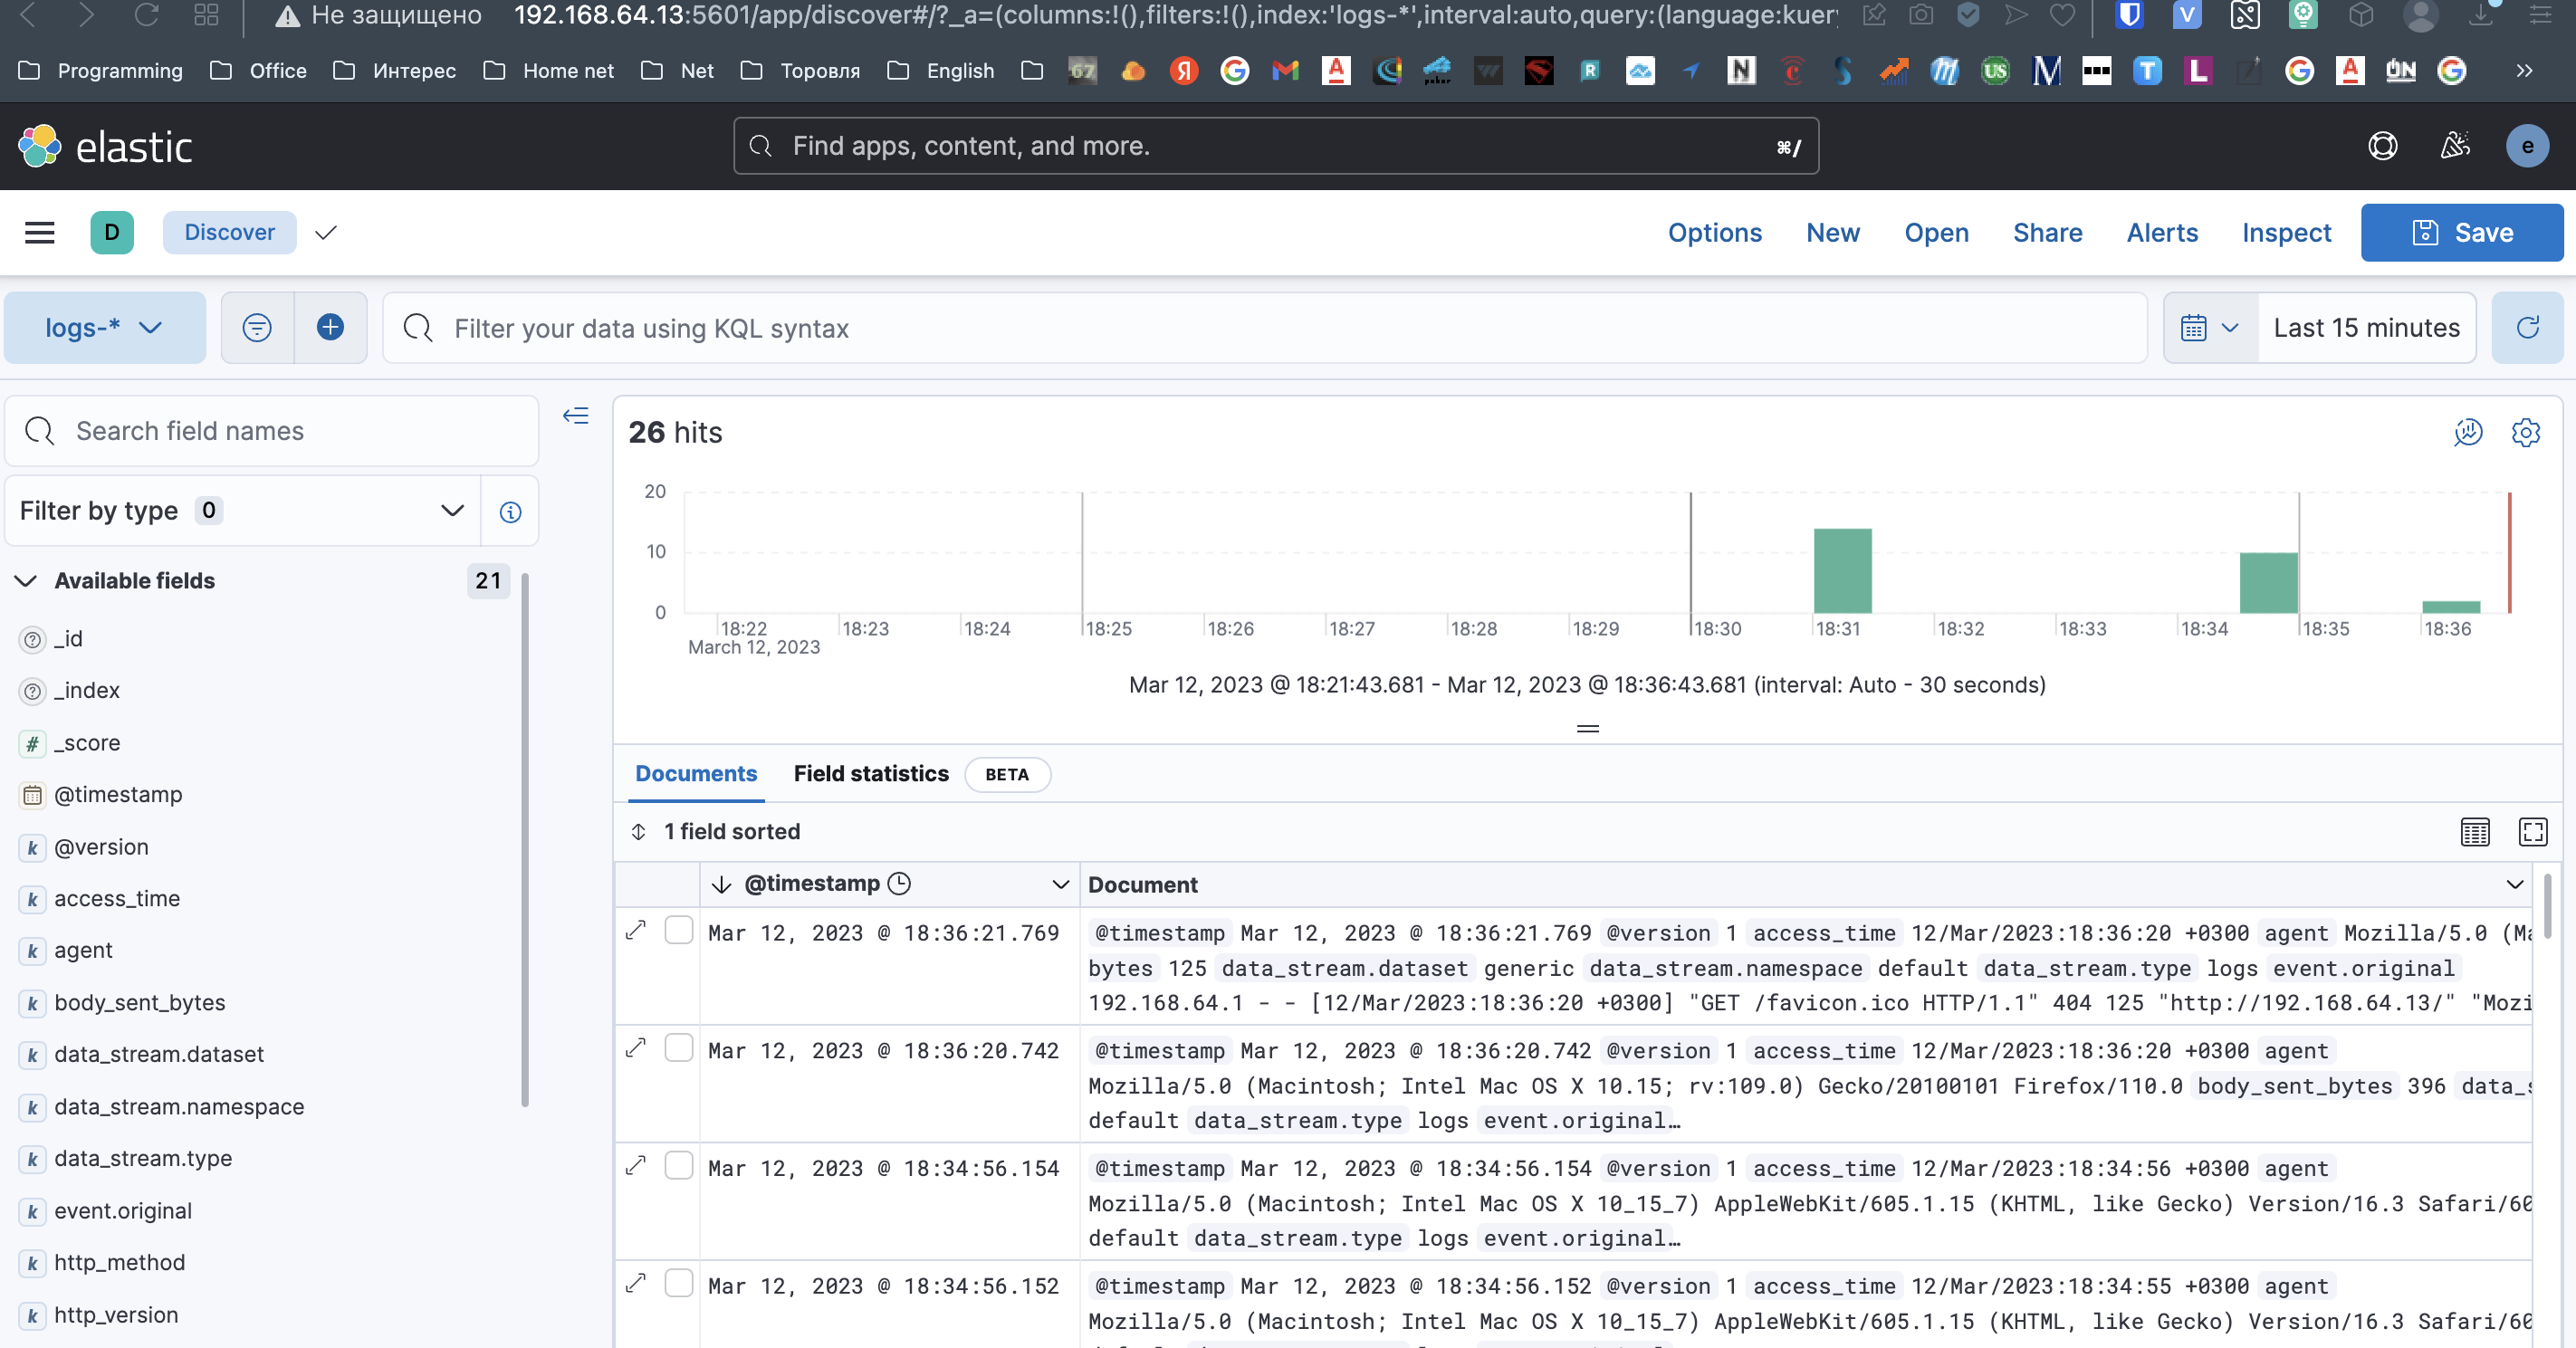 Не защищено 192.168.64.13:5601/app/discover#/?_a=(columns:!(),filters:!(),index:'logs-*',interval:auto,query:(language:kuery
Programming Office Интерес Home net Net Торовля English
elastic
Find apps, content, and more. ⌘/
e
D Discover Options New Open Share Alerts Inspect Save
logs-* Filter your data using KQL syntax Last 15 minutes
Search field names
Filter by type 0
Available fields 21
_id
_index
_score
@timestamp
@version
access_time
agent
body_sent_bytes
data_stream.dataset
data_stream.namespace
data_stream.type
event.original
http_method
http_version
26 hits
20
10
0
18:22 18:23 18:24 18:25 18:26 18:27 18:28 18:29 18:30 18:31 18:32 18:33 18:34 18:35 18:36
March 12, 2023
Mar 12, 2023 @ 18:21:43.681 - Mar 12, 2023 @ 18:36:43.681 (interval: Auto - 30 seconds)
Documents Field statistics BETA
1 field sorted
@timestamp Document
Mar 12, 2023 @ 18:36:21.769 @timestamp Mar 12, 2023 @ 18:36:21.769 @version 1 access_time 12/Mar/2023:18:36:20 +0300 agent Mozilla/5.0 (Ma
bytes 125 data_stream.dataset generic data_stream.namespace default data_stream.type logs event.original
192.168.64.1 - - [12/Mar/2023:18:36:20 +0300] "GET /favicon.ico HTTP/1.1" 404 125 "http://192.168.64.13/" "Mozi
Mar 12, 2023 @ 18:36:20.742 @timestamp Mar 12, 2023 @ 18:36:20.742 @version 1 access_time 12/Mar/2023:18:36:20 +0300 agent
Mozilla/5.0 (Macintosh; Intel Mac OS X 10.15; rv:109.0) Gecko/20100101 Firefox/110.0 body_sent_bytes 396 data_s
default data_stream.type logs event.original…
Mar 12, 2023 @ 18:34:56.154 @timestamp Mar 12, 2023 @ 18:34:56.154 @version 1 access_time 12/Mar/2023:18:34:56 +0300 agent
Mozilla/5.0 (Macintosh; Intel Mac OS X 10_15_7) AppleWebKit/605.1.15 (KHTML, like Gecko) Version/16.3 Safari/60
default data_stream.type logs event.original…
Mar 12, 2023 @ 18:34:56.152 @timestamp Mar 12, 2023 @ 18:34:56.152 @version 1 access_time 12/Mar/2023:18:34:55 +0300 agent
Mozilla/5.0 (Macintosh; Intel Mac OS X 10_15_7) AppleWebKit/605.1.15 (KHTML, like Gecko) Version/16.3 Safari/60